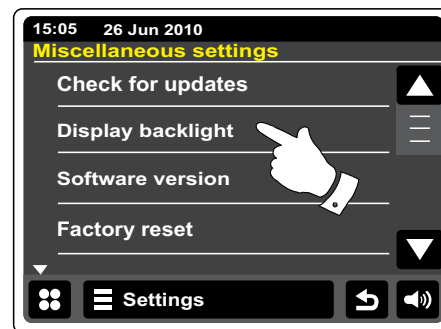 15:05 26 Jun 2010
Miscellaneous settings
Check for updates
Display backlight
Software version
Factory reset
Settings